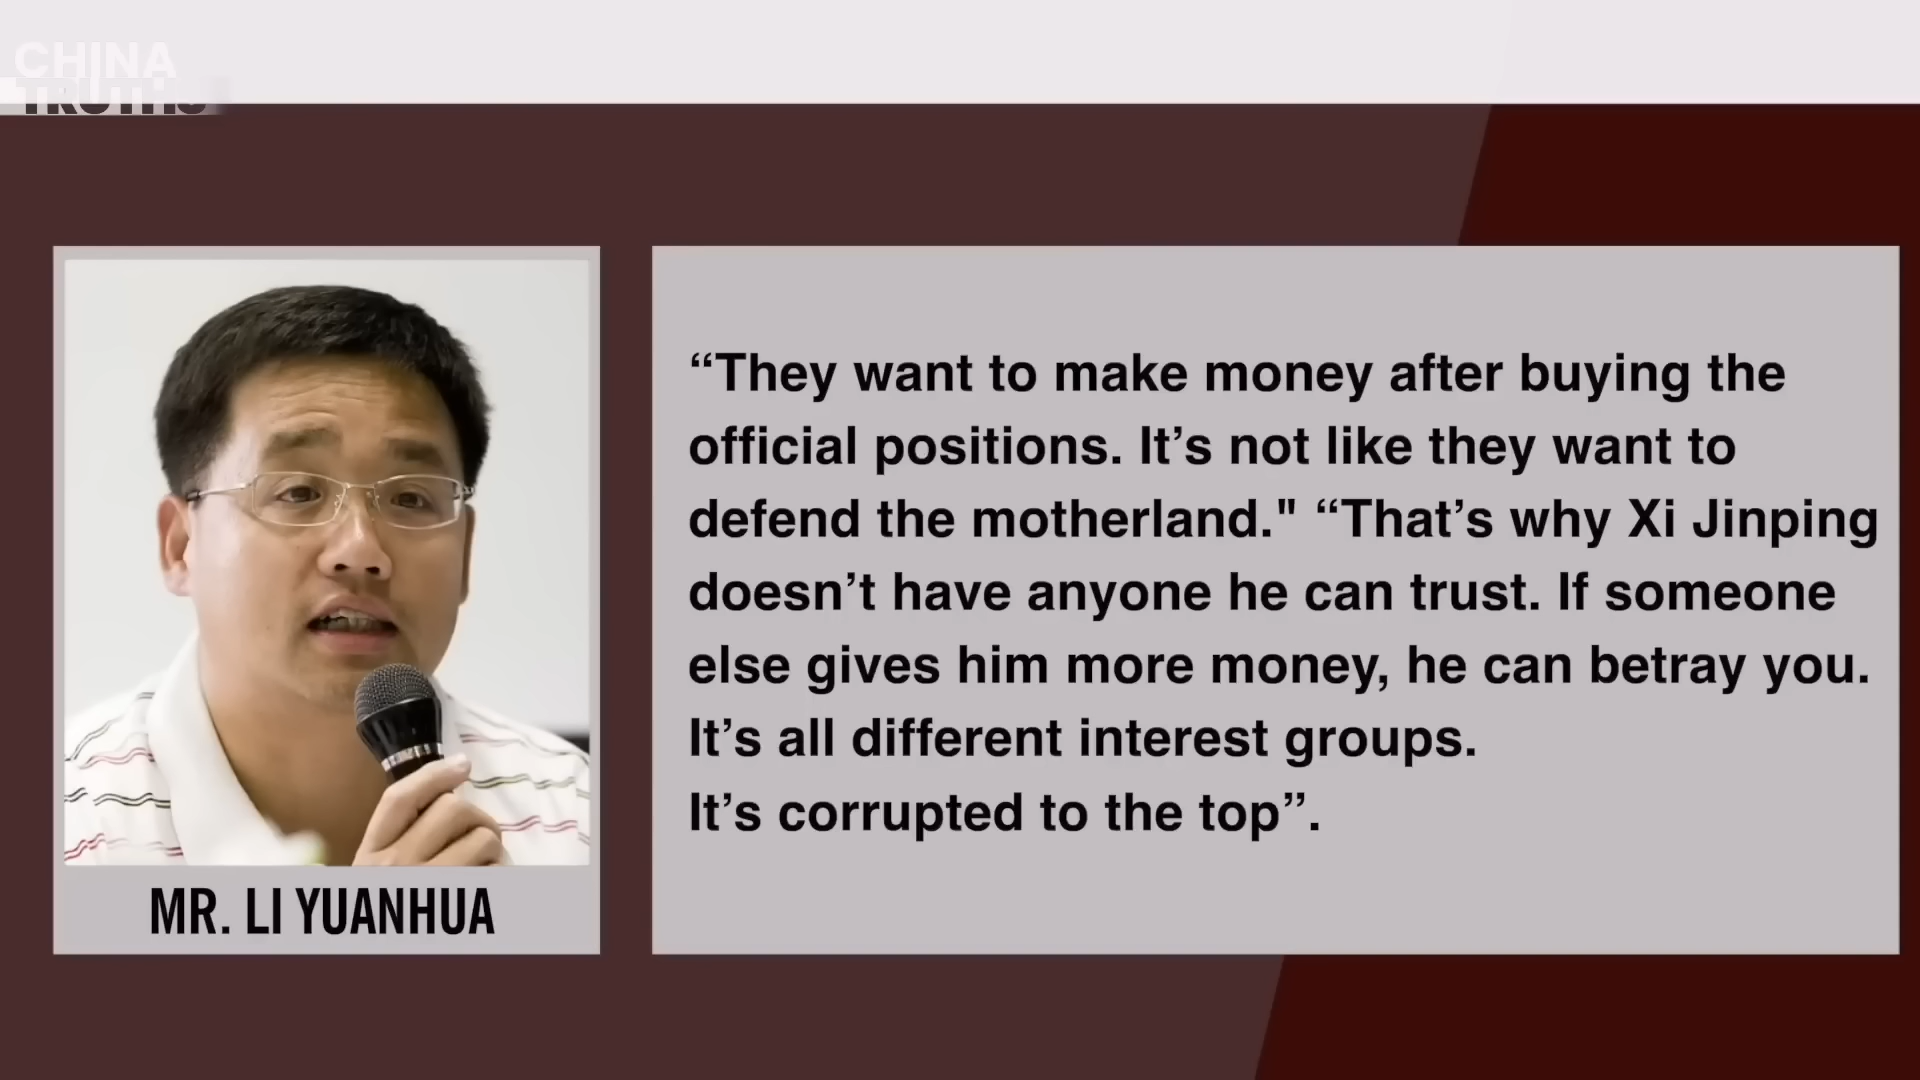 CHINA
TRUTHS
“They want to make money after buying the
official positions. It’s not like they want to
defend the motherland." “That’s why Xi Jinping
doesn’t have anyone he can trust. If someone
else gives him more money, he can betray you.
It’s all different interest groups.
It’s corrupted to the top”.
MR. LI YUANHUA